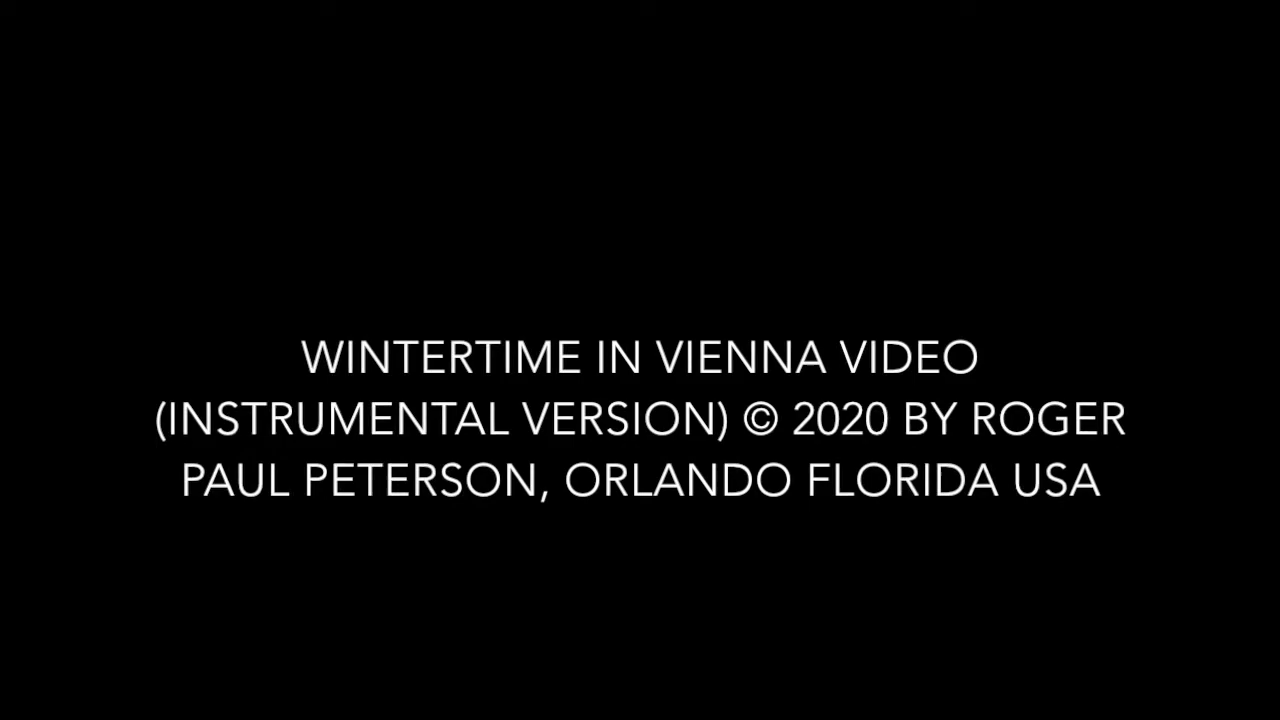 WINTERTIME IN VIENNA VIDEO
(INSTRUMENTAL VERSION) © 2020 BY ROGER
PAUL PETERSON, ORLANDO FLORIDA USA